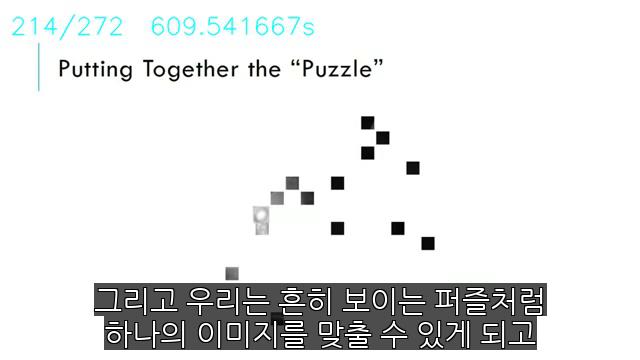 214/272 609.541667s
Putting Together the “Puzzle”
그리고 우리는 흔히 보이는 퍼즐처럼
하나의 이미지를 맞출 수 있게 되고